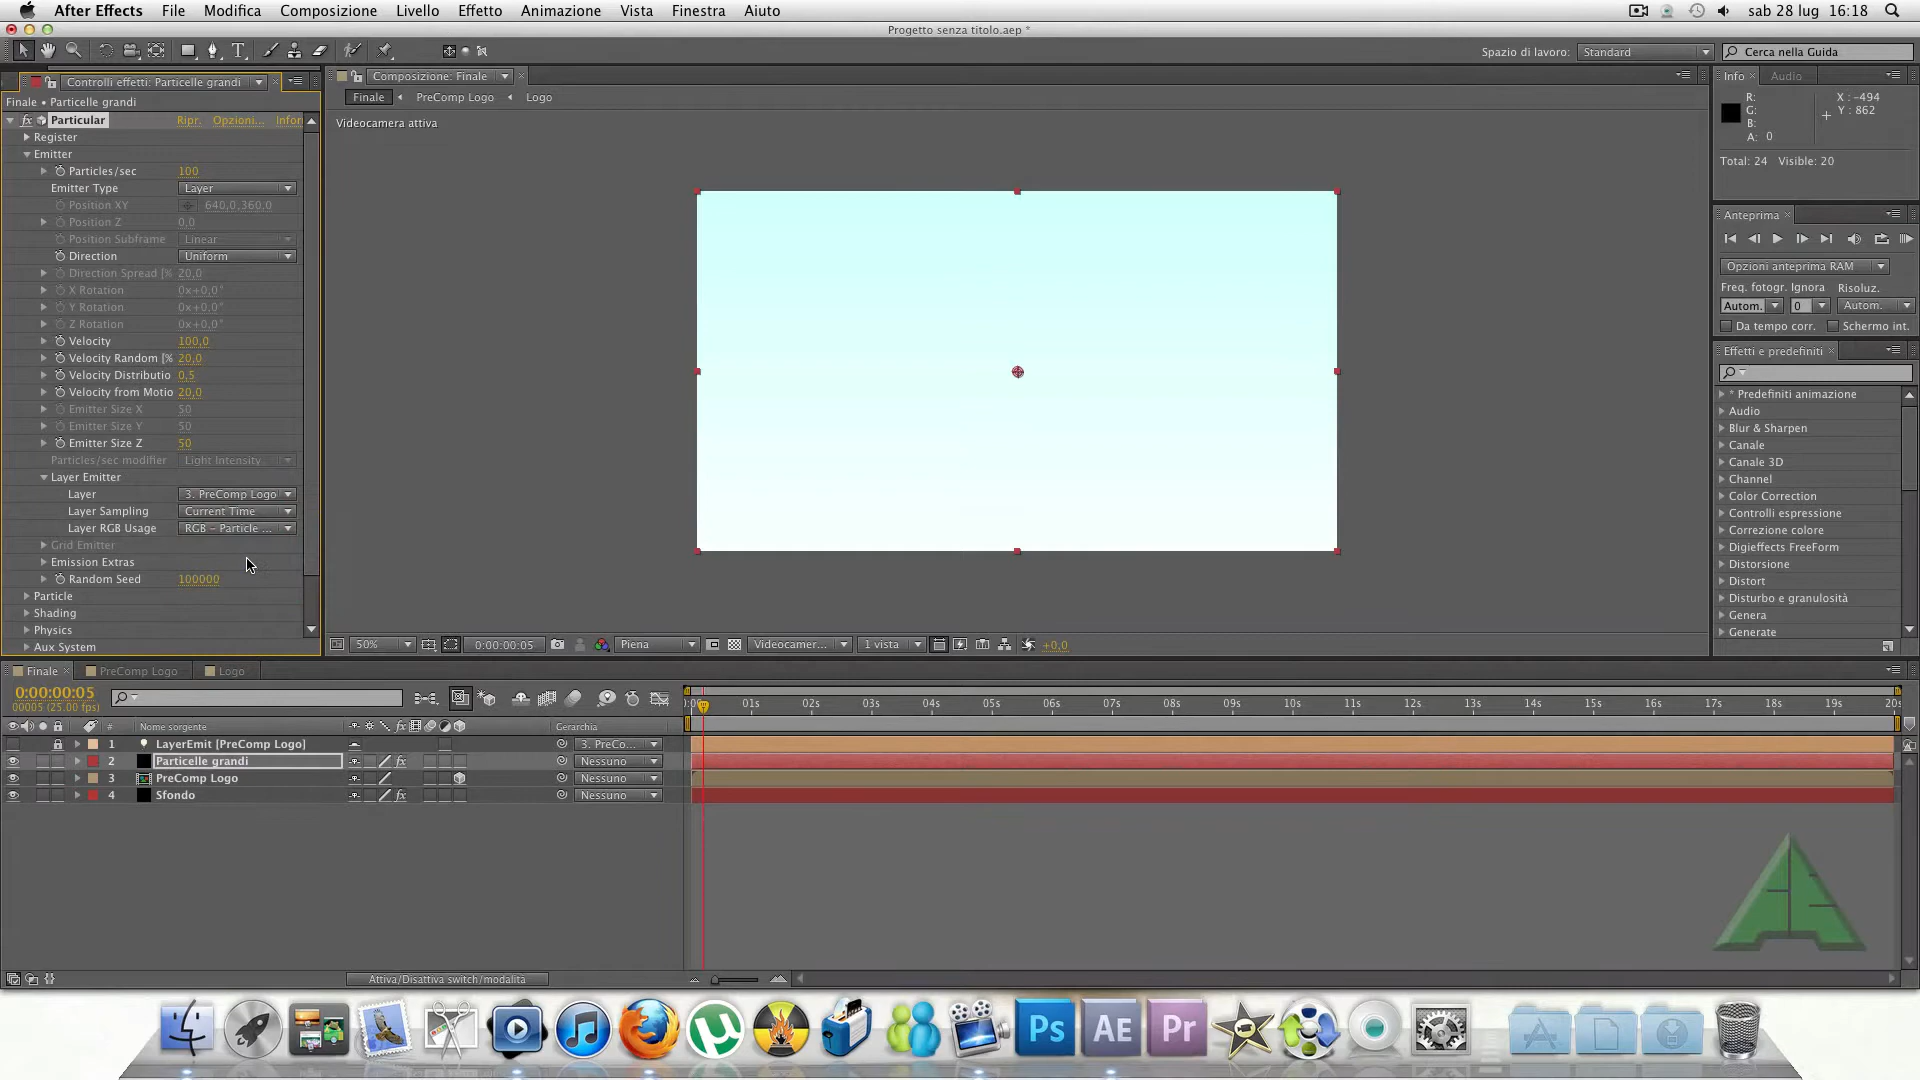 After Effects File Modifica Composizione Livello Effetto Animazione Vista Finestra Aiuto sab 28 lug 16:18
Progetto senza titolo.aep *
T Spazio di lavoro: Standard Cerca nella Guida
Controlli effetti: Particelle grandi
Finale • Particelle grandi
fx Particular Ripr. Opzioni... Infor
Register
Emitter
Particles/sec 100
Emitter Type Layer
Position XY 640,0,360,0
Position Z 0,0
Position Subframe Linear
Direction Uniform
Direction Spread [% 20,0
X Rotation 0x+0,0°
Y Rotation 0x+0,0°
Z Rotation 0x+0,0°
Velocity 100,0
Velocity Random [% 20,0
Velocity Distributio 0,5
Velocity from Motio 20,0
Emitter Size X 50
Emitter Size Y 50
Emitter Size Z 50
Particles/sec modifier Light Intensity
Layer Emitter
Layer 3. PreComp Logo
Layer Sampling Current Time
Layer RGB Usage RGB - Particle ...
Grid Emitter
Emission Extras
Random Seed 100000
Particle
Shading
Physics
Aux System
Composizione: Finale
Finale PreComp Logo Logo
Videocamera attiva
50% 0:00:00:05 Piena Videocamer... 1 vista +0,0
Info Audio
R: X : -494
G: Y : 862
B:
A: 0
Total: 24 Visible: 20
Anteprima
Opzioni anteprima RAM
Freq. fotogr. Ignora Risoluz.
Autom. 0 Autom.
Da tempo corr. Schermo int.
Effetti e predefiniti
* Predefiniti animazione
Audio
Blur & Sharpen
Canale
Canale 3D
Channel
Color Correction
Controlli espressione
Correzione colore
Digieffects FreeForm
Distorsione
Distort
Disturbo e granulosità
Genera
Generate
Finale PreComp Logo Logo
0:00:00:05
00005 (25.00 fps)
01s 02s 03s 04s 05s 06s 07s 08s 09s 10s 11s 12s 13s 14s 15s 16s 17s 18s 19s 20s
# Nome sorgente fx Gerarchia
1 LayerEmit [PreComp Logo] 3. PreCo...
2 Particelle grandi fx Nessuno
3 PreComp Logo Nessuno
4 Sfondo fx Nessuno
Attiva/Disattiva switch/modalità
Ps AE Pr